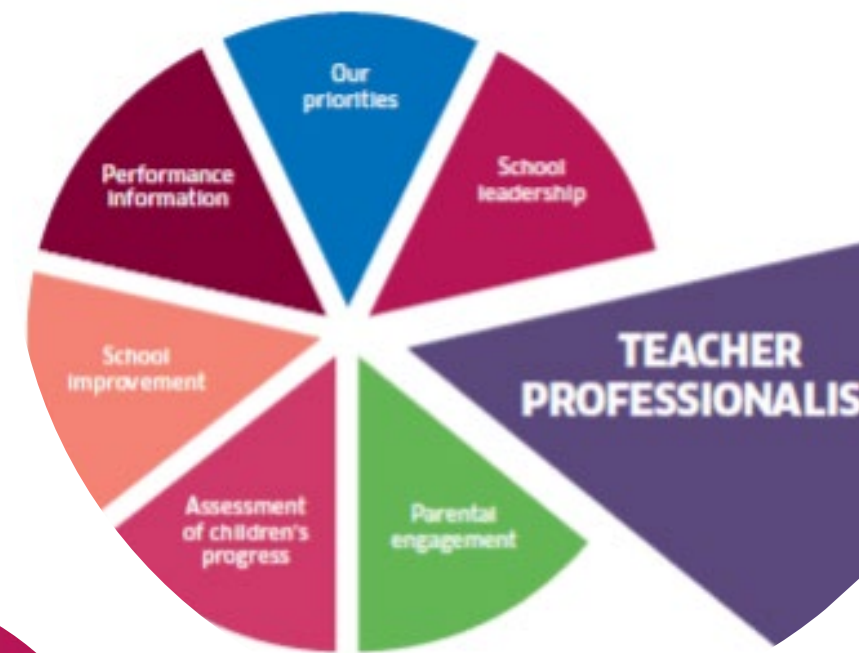 Our
priorities
School
leadership
TEACHER
PROFESSIONALIS
Parental
engagement
Assessment
of children's
progress
School
improvement
Performance
information